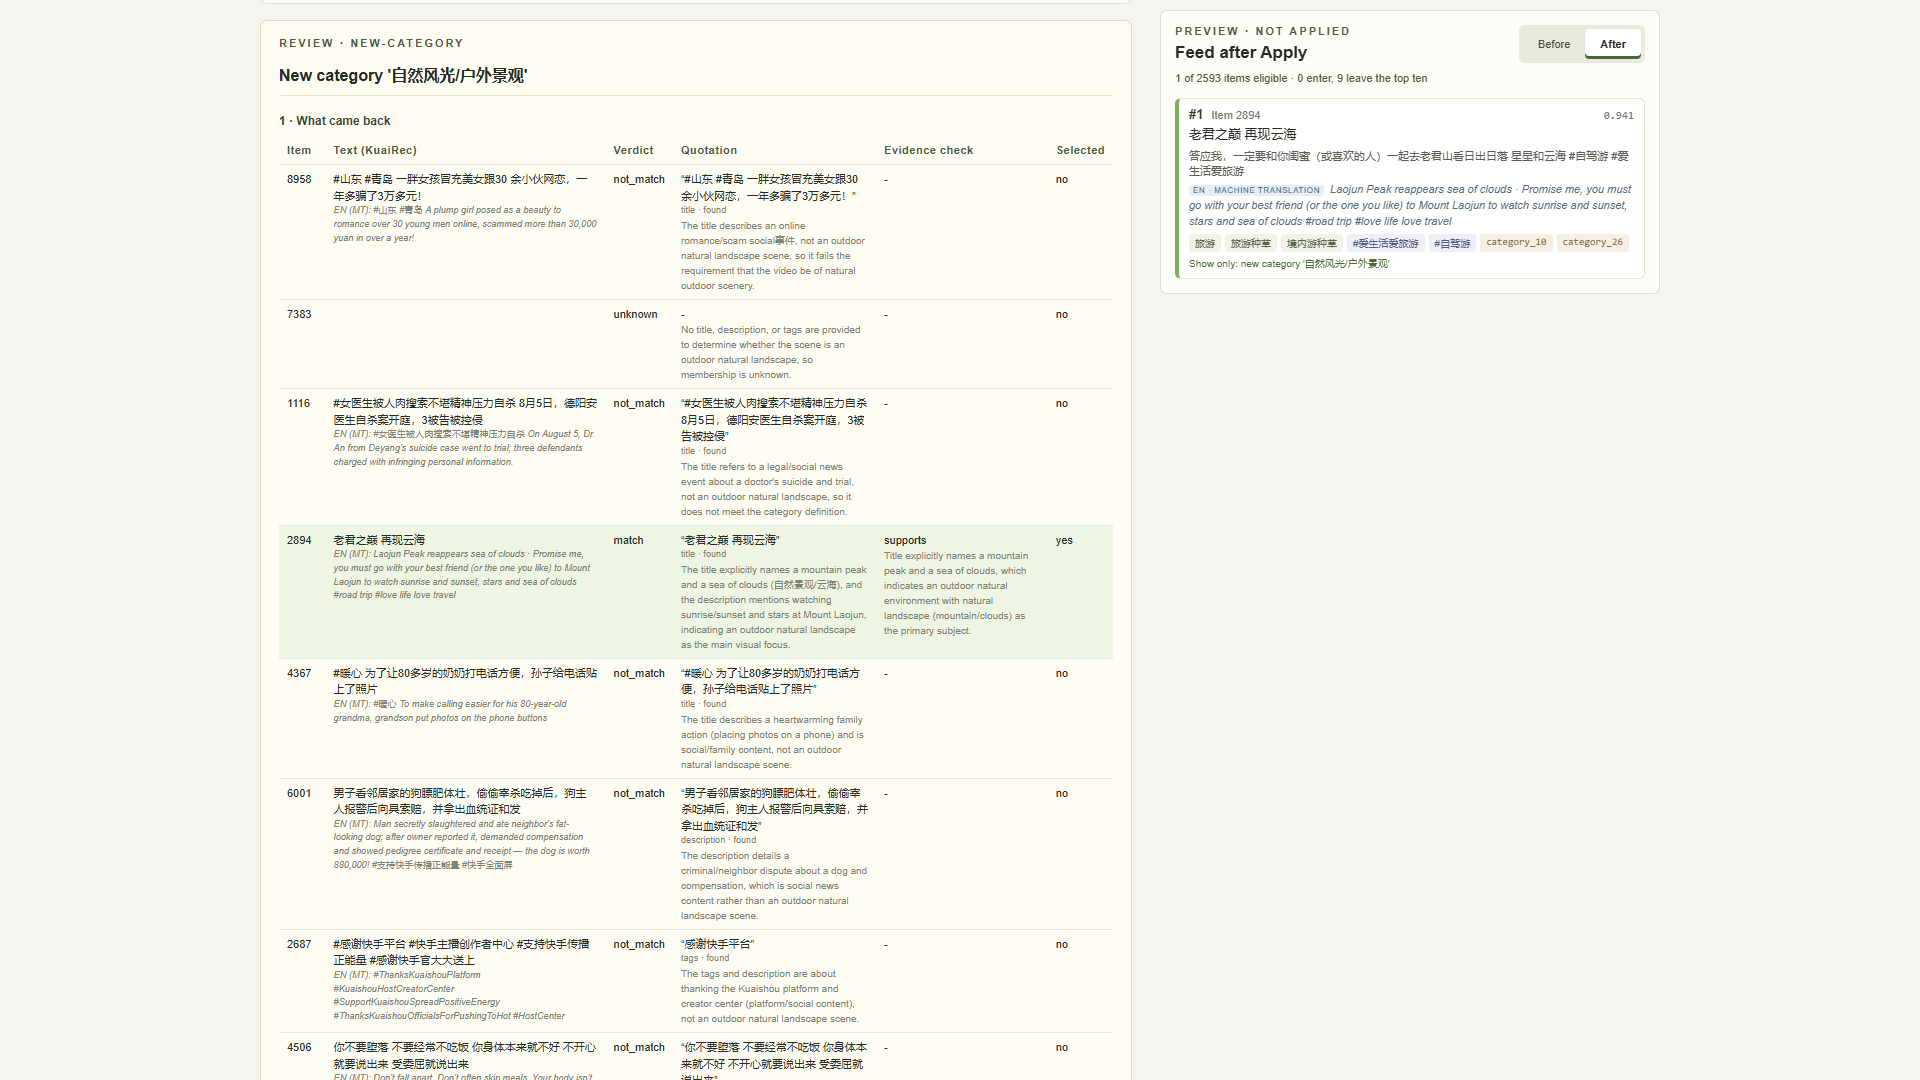 REVIEW · NEW-CATEGORY
New category '自然风光/户外景观'
1 · What came back
Item Text (KuaiRec) Verdict Quotation Evidence check Selected
8958
#山东 #青岛 一胖女孩冒充美女跟30 余小伙网恋，一
年多骗了3万多元！
EN (MT): #山东 #青岛 A plump girl posed as a beauty to
romance over 30 young men online, scammed more than 30,000
yuan in over a year!
not_match
“#山东 #青岛 一胖女孩冒充美女跟30
余小伙网恋，一年多骗了3万多元！”
title · found
The title describes an online
romance/scam social事件, not an outdoor
natural landscape scene, so it fails the
requirement that the video be of natural
outdoor scenery.
-
no
7383
unknown
-
No title, description, or tags are provided
to determine whether the scene is an
outdoor natural landscape, so
membership is unknown.
-
no
1116
#女医生被人肉搜索不堪精神压力自杀 8月5日，德阳安
医生自杀案开庭，3被告被控侵
EN (MT): #女医生被人肉搜索不堪精神压力自杀 On August 5, Dr.
An from Deyang's suicide case went to trial; three defendants
charged with infringing personal information.
not_match
“#女医生被人肉搜索不堪精神压力自杀
8月5日，德阳安医生自杀案开庭，3被
告被控侵”
title · found
The title refers to a legal/social news
event about a doctor's suicide and trial,
not an outdoor natural landscape, so it
does not meet the category definition.
-
no
2894
老君之巅 再现云海
EN (MT): Laojun Peak reappears sea of clouds · Promise me,
you must go with your best friend (or the one you like) to Mount
Laojun to watch sunrise and sunset, stars and sea of clouds
#road trip #love life love travel
match
“老君之巅 再现云海”
title · found
The title explicitly names a mountain peak
and a sea of clouds (自然景观/云海), and
the description mentions watching
sunrise/sunset and stars at Mount Laojun,
indicating an outdoor natural landscape
as the main visual focus.
supports
Title explicitly names a mountain
peak and a sea of clouds, which
indicates an outdoor natural
environment with natural
landscape (mountain/clouds) as
the primary subject.
yes
4367
#暖心 为了让80多岁的奶奶打电话方便，孙子给电话贴
上了照片
EN (MT): #暖心 To make calling easier for his 80-year-old
grandma, grandson put photos on the phone buttons
not_match
“#暖心 为了让80多岁的奶奶打电话方
便，孙子给电话贴上了照片”
title · found
The title describes a heartwarming family
action (placing photos on a phone) and is
social/family content, not an outdoor
natural landscape scene.
-
no
6001
男子看邻居家的狗膘肥体壮，偷偷宰杀吃掉后，狗主
人报警后向具索赔，并拿出血统证和发
EN (MT): Man secretly slaughtered and ate neighbor's fat-
looking dog; after owner reported it, demanded compensation
and showed pedigree certificate and receipt — the dog is worth
880,000! #支持快手传播正能量 #快手全面屏
not_match
“男子看邻居家的狗膘肥体壮，偷偷宰
杀吃掉后，狗主人报警后向具索赔，并
拿出血统证和发”
description · found
The description details a
criminal/neighbor dispute about a dog and
compensation, which is social news
content rather than an outdoor natural
landscape scene.
-
no
2687
#感谢快手平台 #快手主播创作者中心 #支持快手传播
正能量 #感谢快手官大大送上
EN (MT): #ThanksKuaishouPlatform
#KuaishouHostCreatorCenter
#SupportKuaishouSpreadPositiveEnergy
#ThanksKuaishouOfficialsForPushingToHot #HostCenter
not_match
“感谢快手平台”
tags · found
The tags and description are about
thanking the Kuaishou platform and
creator center (platform/social content),
not an outdoor natural landscape scene.
-
no
4506
你不要堕落 不要经常不吃饭 你身体本来就不好 不开心
就要说出来 受委屈就说出来
EN (MT): Don't fall apart. Don't often skip meals. Your body isn't
not_match
“你不要堕落 不要经常不吃饭 你身体本
来就不好 不开心就要说出来 受委屈就
说出来”
-
no
PREVIEW · NOT APPLIED
Feed after Apply
Before After
1 of 2593 items eligible · 0 enter, 9 leave the top ten
#1 Item 2894 0.941
老君之巅 再现云海
答应我，一定要和你闺蜜（或喜欢的人）一起去老君山看日出日落 星星和云海 #自驾游 #爱
生活爱旅游
EN · MACHINE TRANSLATION Laojun Peak reappears sea of clouds · Promise me, you must
go with your best friend (or the one you like) to Mount Laojun to watch sunrise and sunset,
stars and sea of clouds #road trip #love life love travel
旅游 旅游种草 境内游种草 #爱生活爱旅游 #自驾游 category_10 category_26
Show only: new category '自然风光/户外景观'